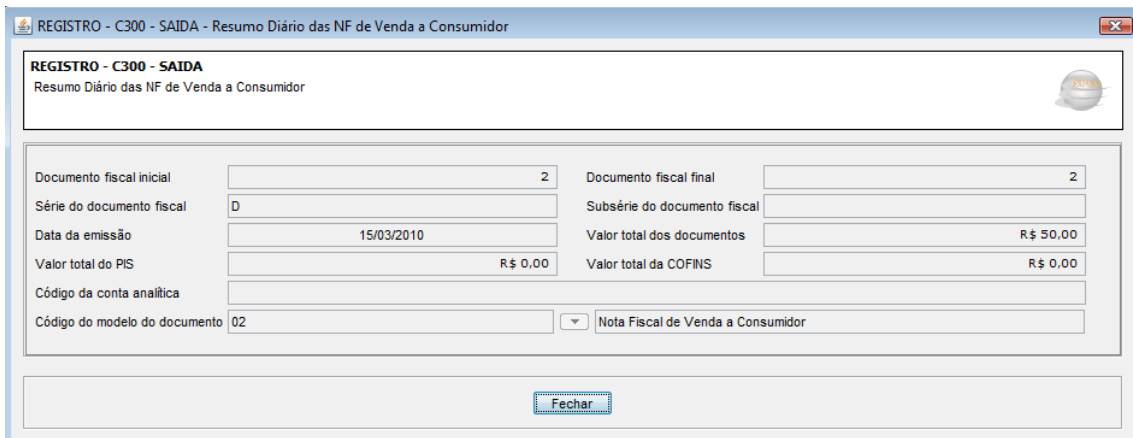 REGISTRO - C300 - SAIDA - Resumo Diário das NF de Venda a Consumidor
REGISTRO - C300 - SAIDA
Resumo Diário das NF de Venda a Consumidor
Documento fiscal inicial 2 Documento fiscal final 2
Série do documento fiscal D Subsérie do documento fiscal
Data da emissão 15/03/2010 Valor total dos documentos R$ 50,00
Valor total do PIS R$ 0,00 Valor total da COFINS R$ 0,00
Código da conta analítica
Código do modelo do documento 02 Nota Fiscal de Venda a Consumidor
Fechar